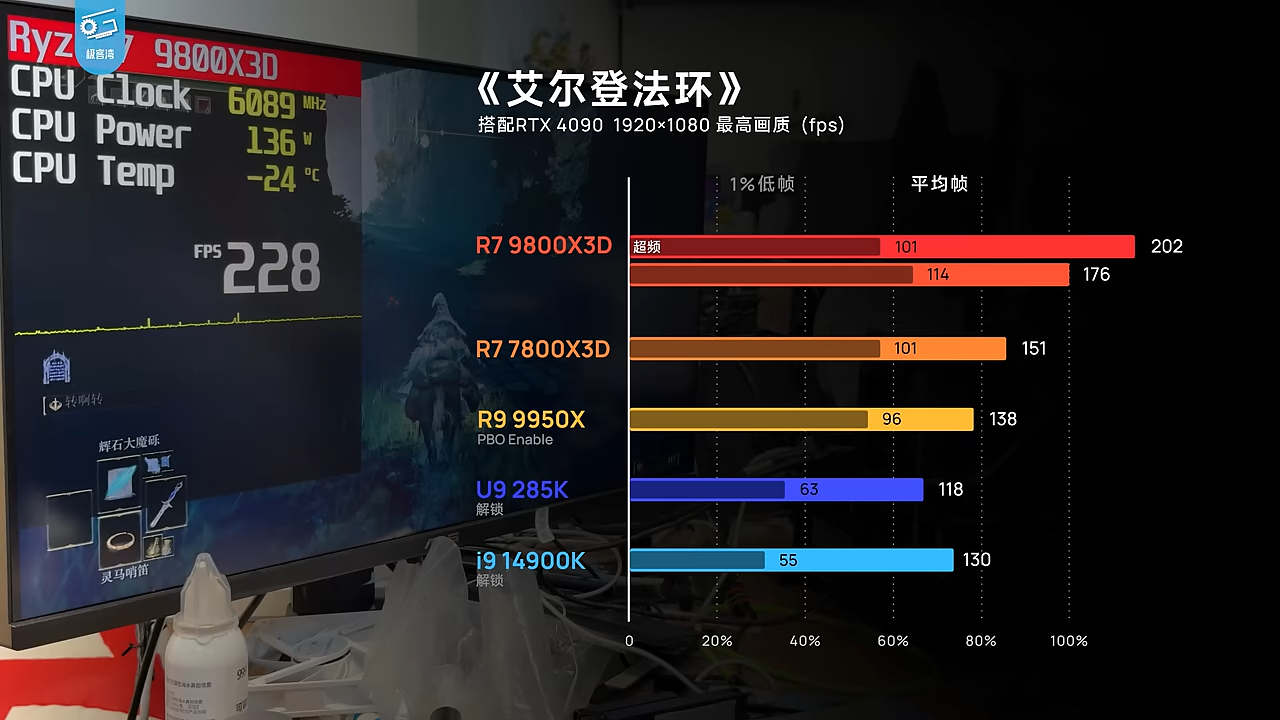 极客湾
Ryz 7 9800X3D
CPU Clock 6089 MHz
CPU Power 136 W
CPU Temp -24 °C
FPS 228
转啊转
辉石大魔砾
灵马哨笛
《艾尔登法环》
搭配RTX 4090 1920×1080 最高画质（fps）
1%低帧 平均帧
R7 9800X3D 超频 101 202
114 176
R7 7800X3D 101 151
R9 9950X 96 138
PBO Enable
U9 285K 63 118
解锁
i9 14900K 55 130
解锁
0 20% 40% 60% 80% 100%